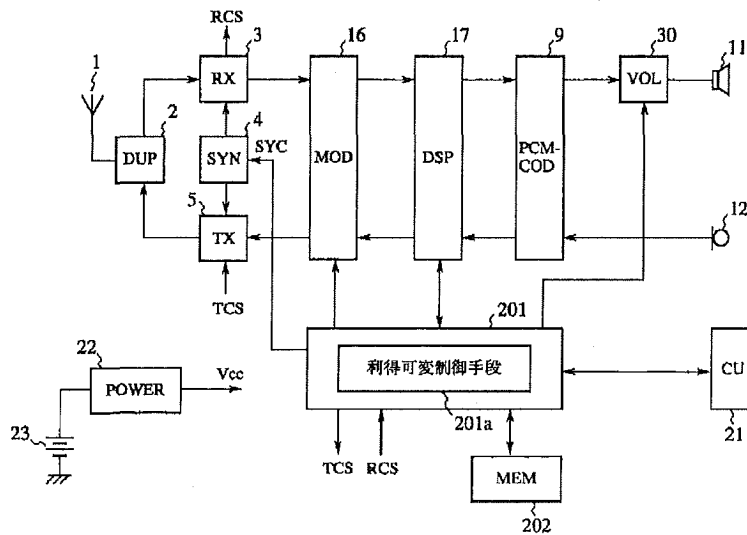 RCS
3
16
17
9
30
11
1
RX
VOL
2
4
DUP
SYN
SYC
MOD
DSP
PCM-
COD
5
TX
12
TCS
201
22
利得可変制御手段
CU
POWER
Vcc
201a
21
23
TCS
RCS
MEM
202